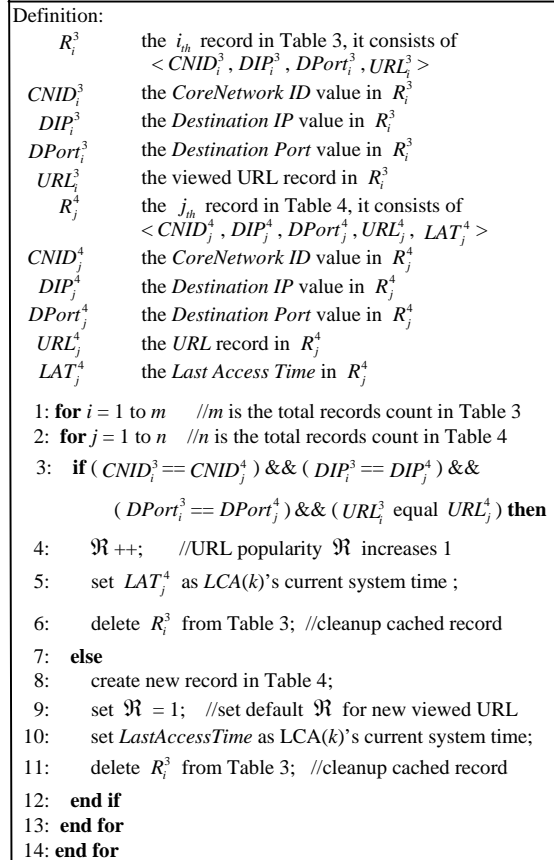 Definition:
R_i^3 the i_th record in Table 3, it consists of
< CNID_i^3 , DIP_i^3 , DPort_i^3 , URL_i^3 >
CNID_i^3 the CoreNetwork ID value in R_i^3
DIP_i^3 the Destination IP value in R_i^3
DPort_i^3 the Destination Port value in R_i^3
URL_i^3 the viewed URL record in R_i^3
R_j^4 the j_th record in Table 4, it consists of
< CNID_j^4 , DIP_j^4 , DPort_j^4 , URL_j^4 , LAT_j^4 >
CNID_j^4 the CoreNetwork ID value in R_j^4
DIP_j^4 the Destination IP value in R_j^4
DPort_j^4 the Destination Port value in R_j^4
URL_j^4 the URL record in R_j^4
LAT_j^4 the Last Access Time in R_j^4
1: for i = 1 to m //m is the total records count in Table 3
2: for j = 1 to n //n is the total records count in Table 4
3: if ( CNID_i^3 == CNID_j^4 ) && ( DIP_i^3 == DIP_j^4 ) &&
( DPort_i^3 == DPort_j^4 ) && ( URL_i^3 equal URL_j^4 ) then
4: ℜ ++; //URL popularity ℜ increases 1
5: set LAT_j^4 as LCA(k)'s current system time ;
6: delete R_i^3 from Table 3; //cleanup cached record
7: else
8: create new record in Table 4;
9: set ℜ = 1; //set default ℜ for new viewed URL
10: set LastAccessTime as LCA(k)'s current system time;
11: delete R_i^3 from Table 3; //cleanup cached record
12: end if
13: end for
14: end for